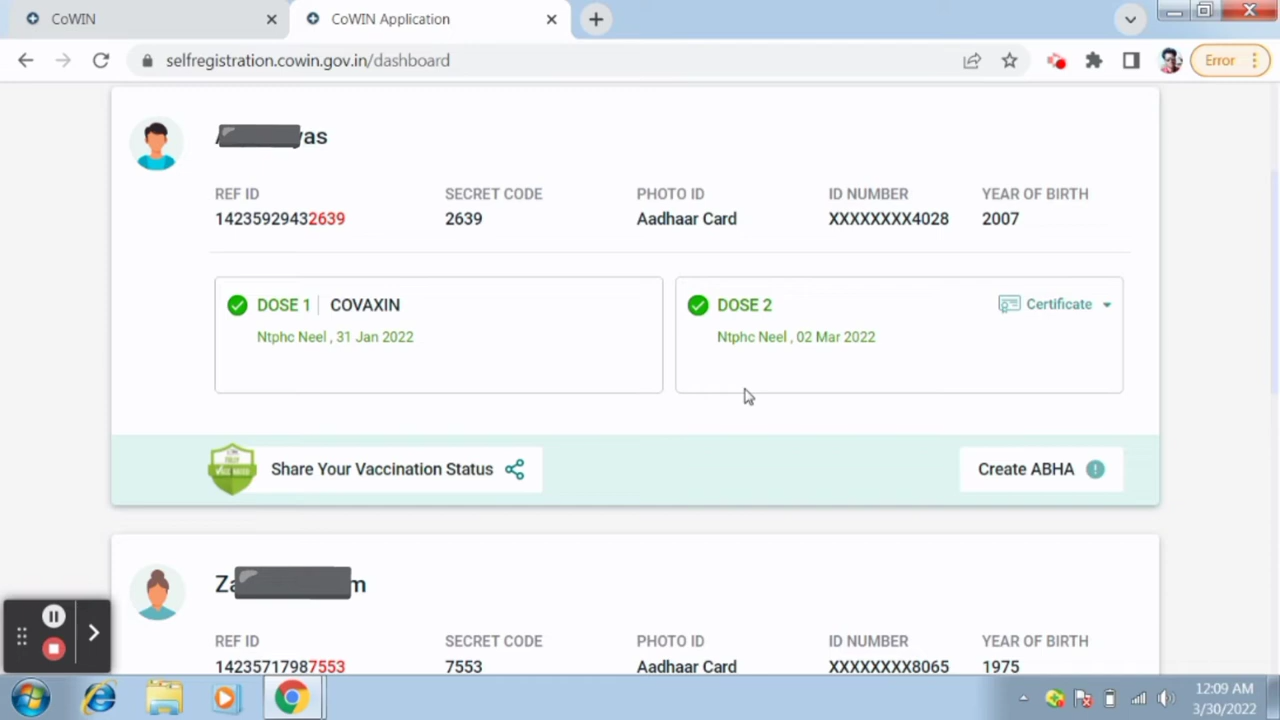 CoWIN
CoWIN Application
selfregistration.cowin.gov.in/dashboard
Error
as
REF ID SECRET CODE PHOTO ID ID NUMBER YEAR OF BIRTH
14235929432639 2639 Aadhaar Card XXXXXXXX4028 2007
DOSE 1 COVAXIN
Ntphc Neel , 31 Jan 2022
DOSE 2 Certificate
Ntphc Neel , 02 Mar 2022
Share Your Vaccination Status
Create ABHA
Za m
REF ID SECRET CODE PHOTO ID ID NUMBER YEAR OF BIRTH
14235717987553 7553 Aadhaar Card XXXXXXXX8065 1975
12:09 AM
3/30/2022